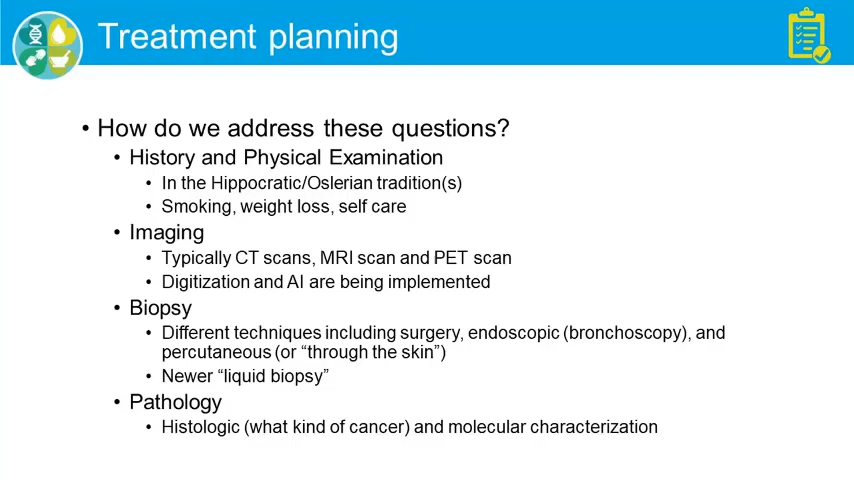 Treatment planning
• How do we address these questions?
• History and Physical Examination
• In the Hippocratic/Oslerian tradition(s)
• Smoking, weight loss, self care
• Imaging
• Typically CT scans, MRI scan and PET scan
• Digitization and AI are being implemented
• Biopsy
• Different techniques including surgery, endoscopic (bronchoscopy), and
percutaneous (or “through the skin”)
• Newer “liquid biopsy”
• Pathology
• Histologic (what kind of cancer) and molecular characterization